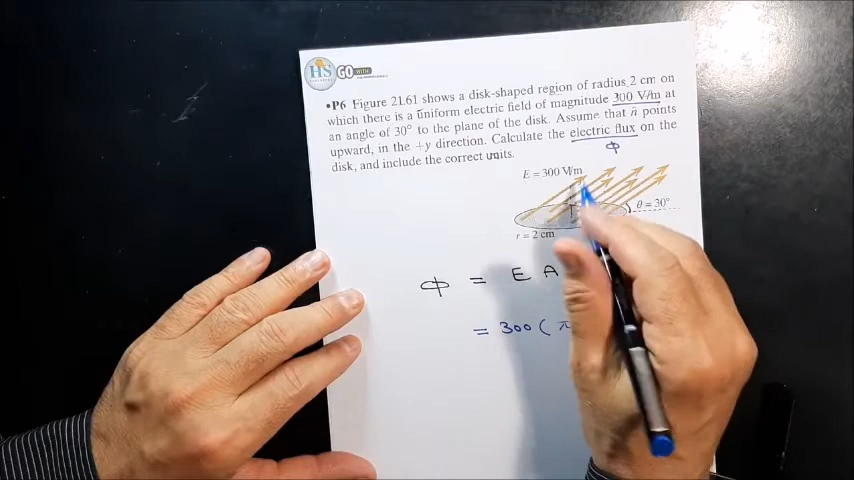 HS GO WITH
•P6 Figure 21.61 shows a disk-shaped region of radius 2 cm on
which there is a uniform electric field of magnitude 300 V/m at
an angle of 30° to the plane of the disk. Assume that n̂ points
upward, in the +y direction. Calculate the electric flux on the
disk, and include the correct units.
ϕ
E = 300 V/m
θ = 30°
r = 2 cm
ϕ = E A
= 300 ( π